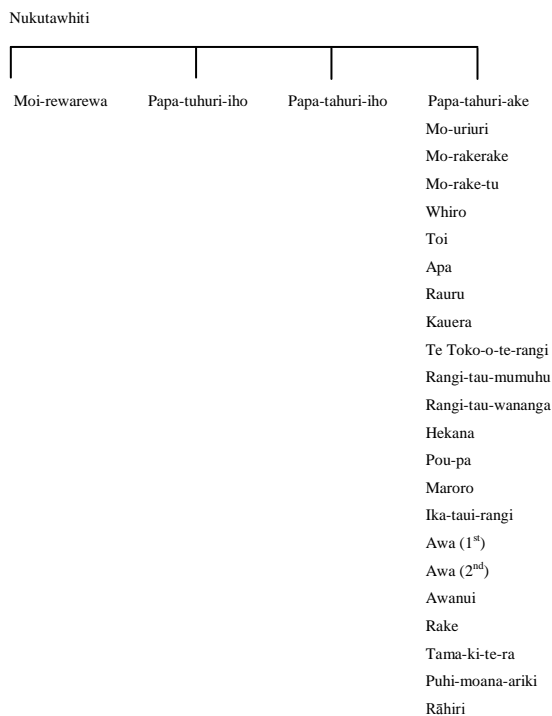 Nukutawhiti
Moi-rewarewa Papa-tuhuri-iho Papa-tahuri-iho Papa-tahuri-ake
Mo-uriuri
Mo-rakerake
Mo-rake-tu
Whiro
Toi
Apa
Rauru
Kauera
Te Toko-o-te-rangi
Rangi-tau-mumuhu
Rangi-tau-wananga
Hekana
Pou-pa
Maroro
Ika-taui-rangi
Awa (1st)
Awa (2nd)
Awanui
Rake
Tama-ki-te-ra
Puhi-moana-ariki
Rāhiri